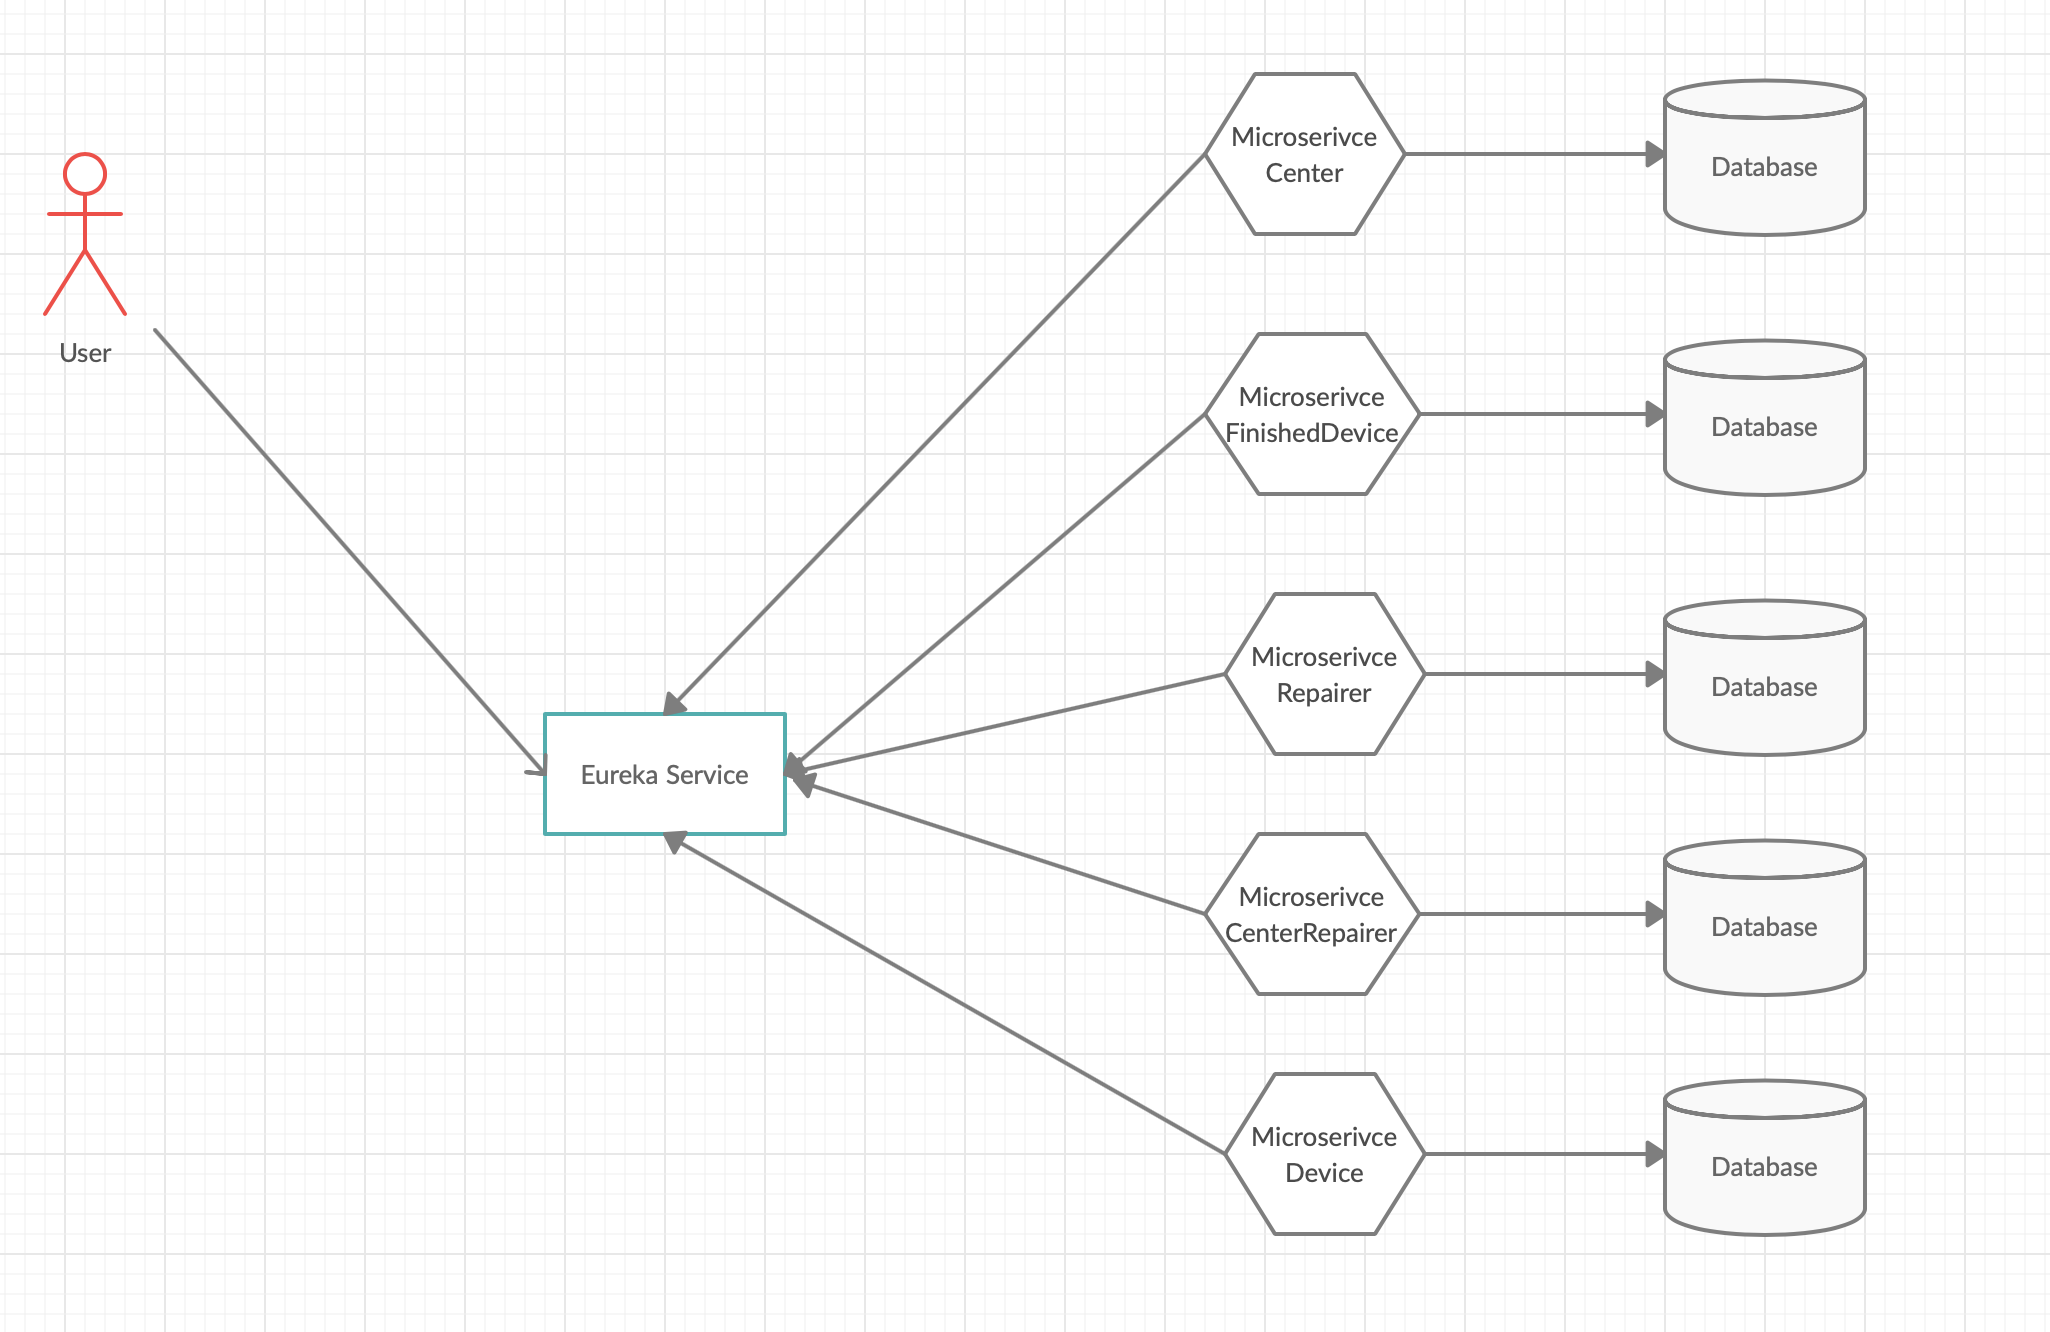 Microserivce
Center
Database
User
Microserivce
FinishedDevice
Database
Microserivce
Repairer
Database
Eureka Service
Microserivce
CenterRepairer
Database
Microserivce
Device
Database